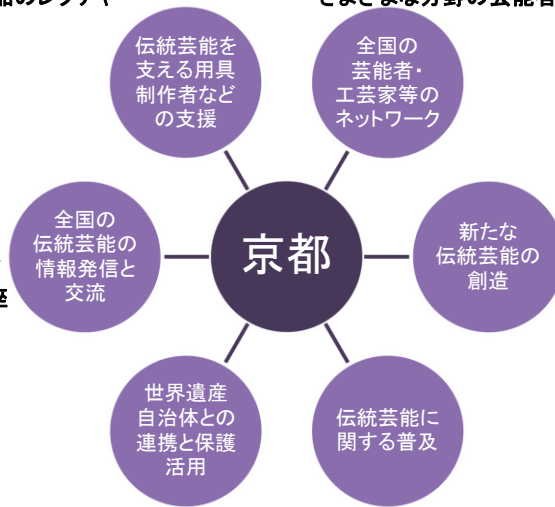 伝統芸能を
支える用具
制作者など
の支援
全国の
芸能者・
工芸家等の
ネットワーク
全国の
伝統芸能の
情報発信と
交流
京都
新たな
伝統芸能の
創造
世界遺産
自治体との
連携と保護
活用
伝統芸能に
関する普及